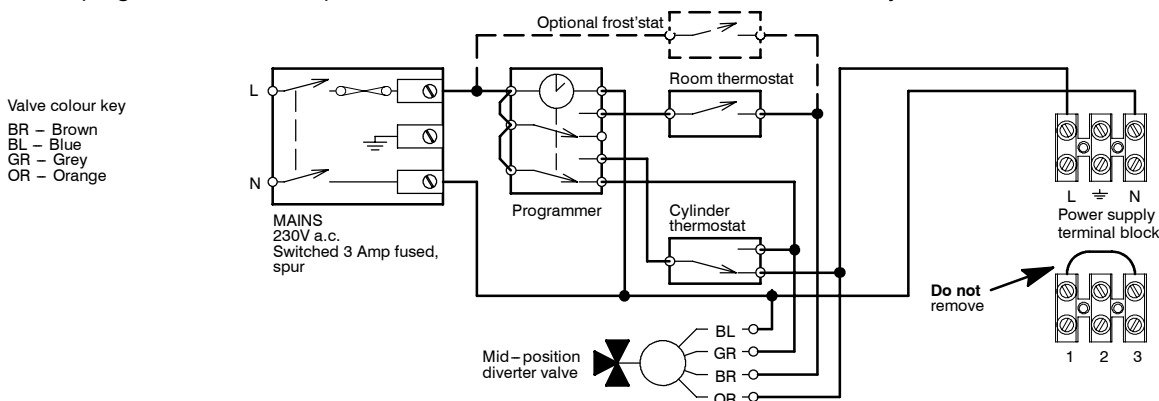 Optional frost'stat
Room thermostat
Valve colour key
BR – Brown
BL – Blue
GR – Grey
OR – Orange
L
N
MAINS
230V a.c.
Switched 3 Amp fused,
spur
Programmer
Cylinder
thermostat
L N
Power supply
terminal block
Do not
remove
1 2 3
Mid–position
diverter valve
BL
GR
BR
OR